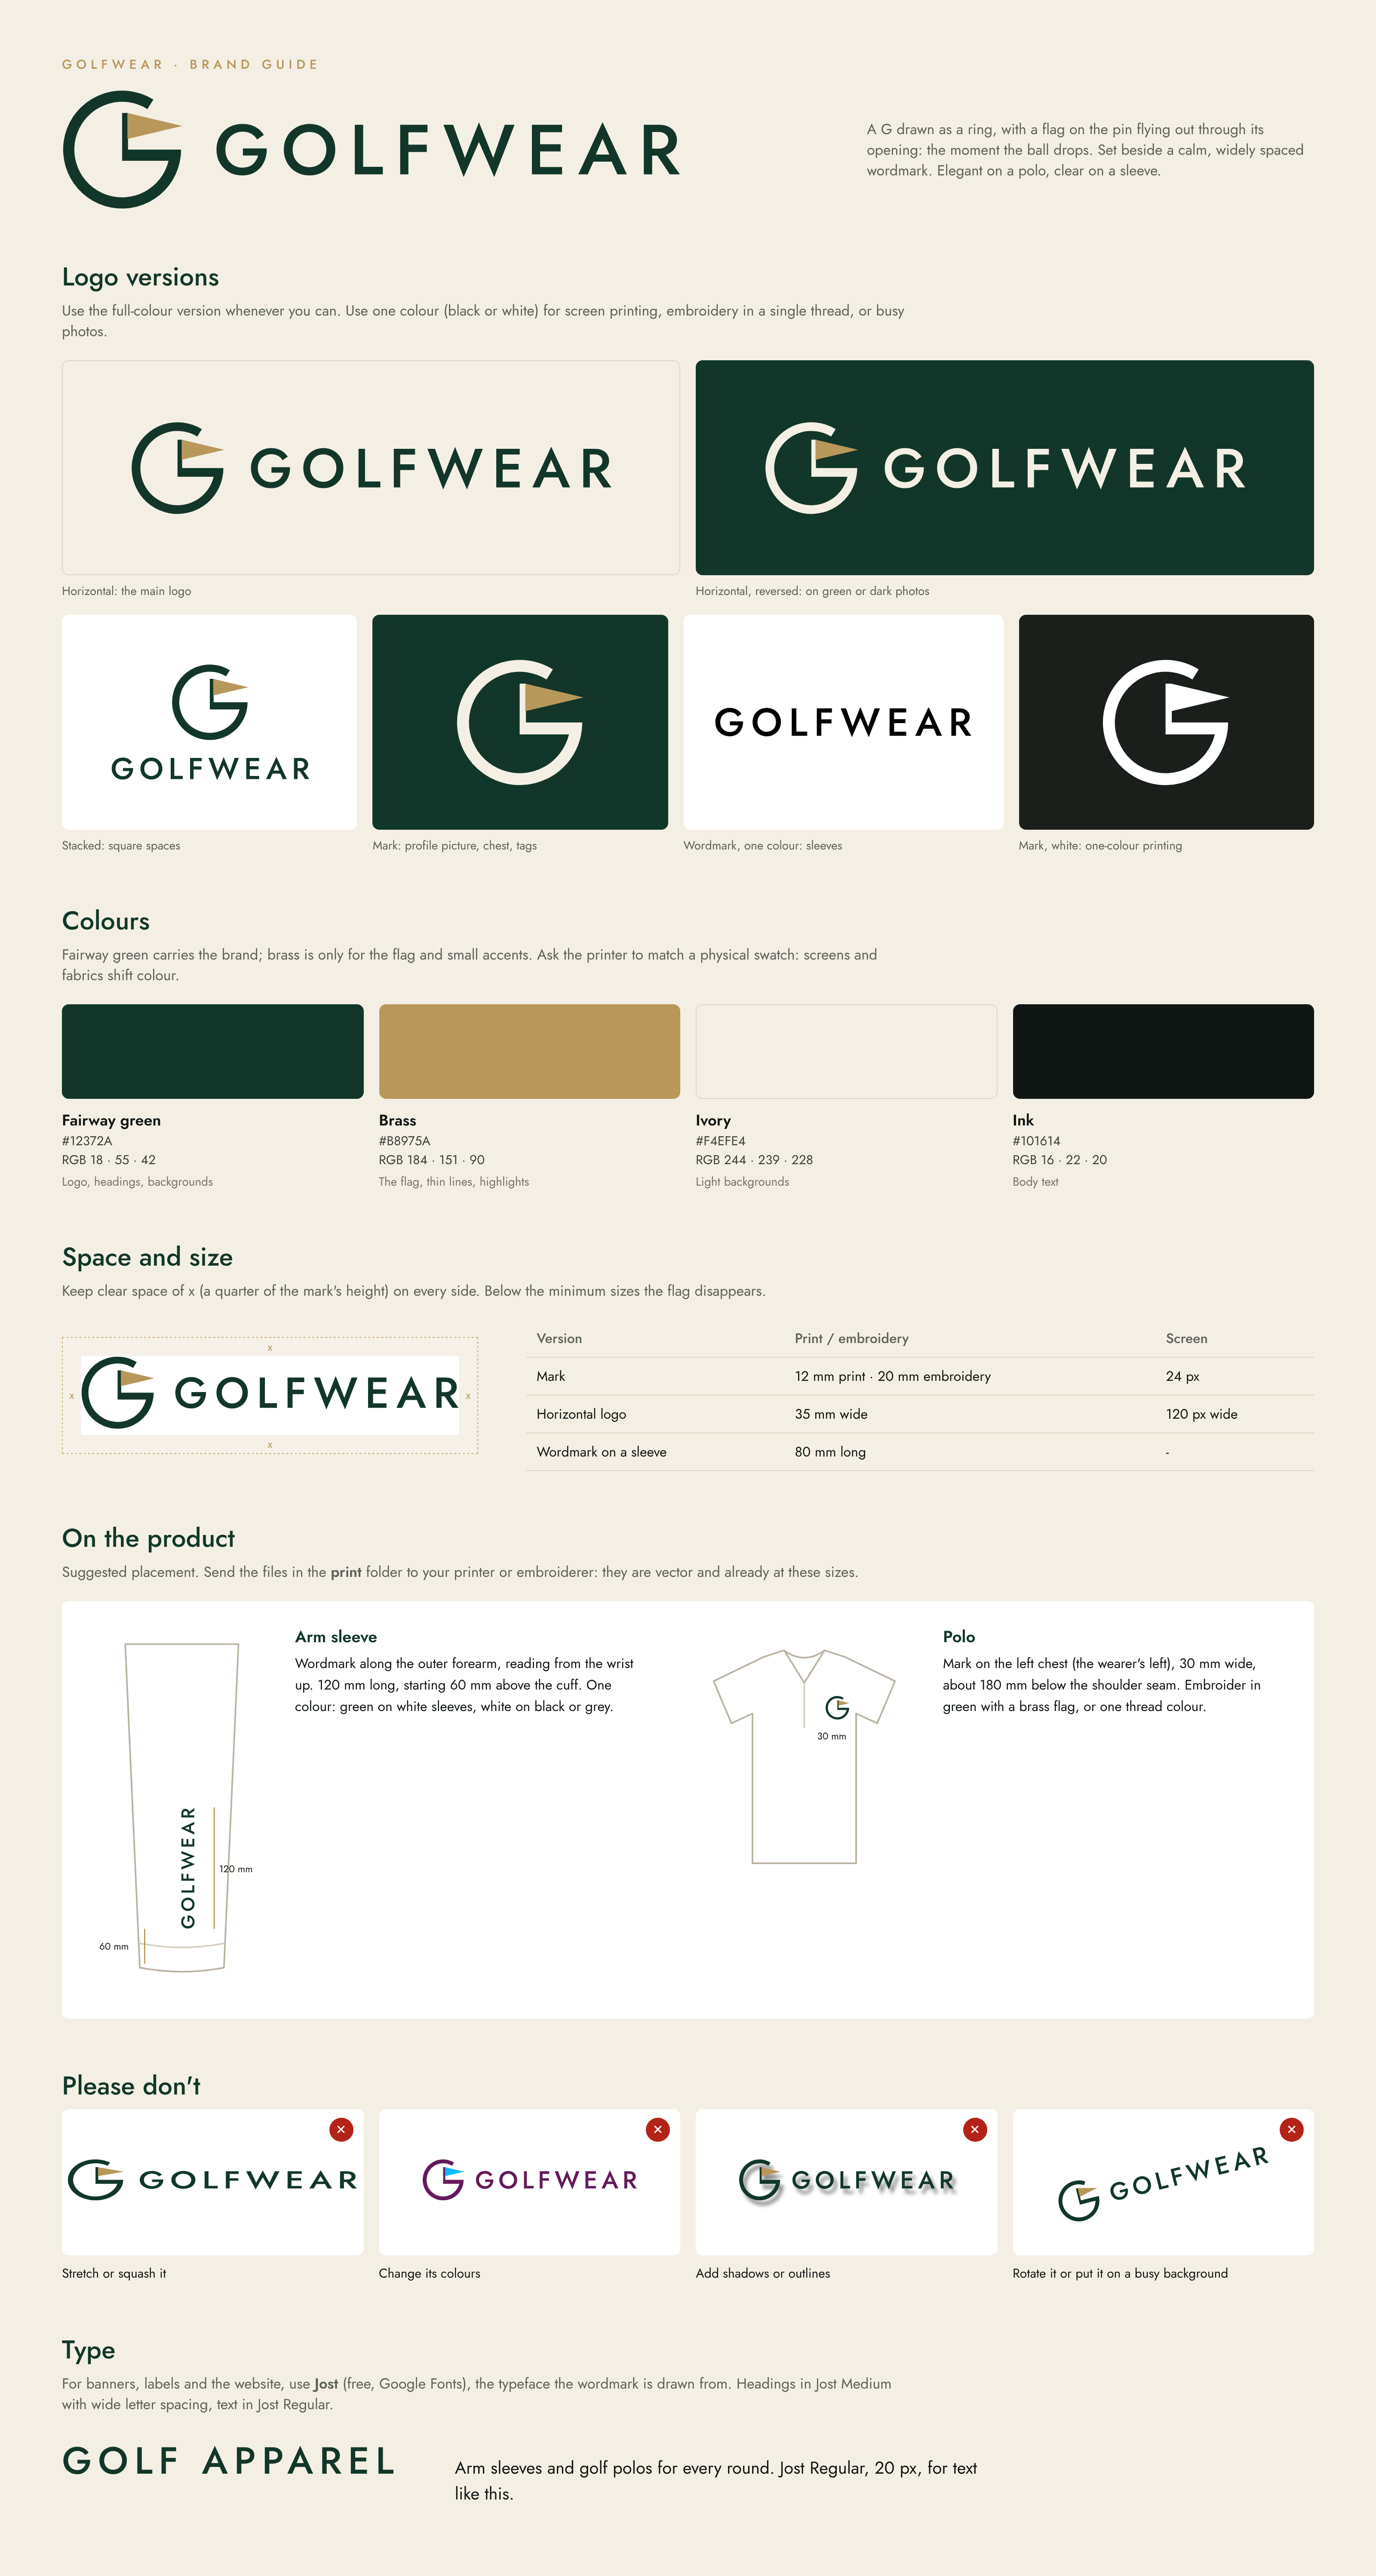 GOLFWEAR · BRAND GUIDE
GOLFWEAR
A G drawn as a ring, with a flag on the pin flying out through its
opening: the moment the ball drops. Set beside a calm, widely spaced
wordmark. Elegant on a polo, clear on a sleeve.
Logo versions
Use the full-colour version whenever you can. Use one colour (black or white) for screen printing, embroidery in a single thread, or busy
photos.
GOLFWEAR
GOLFWEAR
Horizontal: the main logo
Horizontal, reversed: on green or dark photos
GOLFWEAR
GOLFWEAR
Stacked: square spaces
Mark: profile picture, chest, tags
Wordmark, one colour: sleeves
Mark, white: one-colour printing
Colours
Fairway green carries the brand; brass is only for the flag and small accents. Ask the printer to match a physical swatch: screens and
fabrics shift colour.
Fairway green
#12372A
RGB 18 · 55 · 42
Logo, headings, backgrounds
Brass
#B8975A
RGB 184 · 151 · 90
The flag, thin lines, highlights
Ivory
#F4EFE4
RGB 244 · 239 · 228
Light backgrounds
Ink
#101614
RGB 16 · 22 · 20
Body text
Space and size
Keep clear space of x (a quarter of the mark's height) on every side. Below the minimum sizes the flag disappears.
x
x
GOLFWEAR
x
x
Version Print / embroidery Screen
Mark 12 mm print · 20 mm embroidery 24 px
Horizontal logo 35 mm wide 120 px wide
Wordmark on a sleeve 80 mm long -
On the product
Suggested placement. Send the files in the print folder to your printer or embroiderer: they are vector and already at these sizes.
GOLFWEAR
120 mm
60 mm
Arm sleeve
Wordmark along the outer forearm, reading from the wrist
up. 120 mm long, starting 60 mm above the cuff. One
colour: green on white sleeves, white on black or grey.
30 mm
Polo
Mark on the left chest (the wearer's left), 30 mm wide,
about 180 mm below the shoulder seam. Embroider in
green with a brass flag, or one thread colour.
Please don't
GOLFWEAR
GOLFWEAR
GOLFWEAR
GOLFWEAR
Stretch or squash it
Change its colours
Add shadows or outlines
Rotate it or put it on a busy background
Type
For banners, labels and the website, use Jost (free, Google Fonts), the typeface the wordmark is drawn from. Headings in Jost Medium
with wide letter spacing, text in Jost Regular.
GOLF APPAREL
Arm sleeves and golf polos for every round. Jost Regular, 20 px, for text
like this.